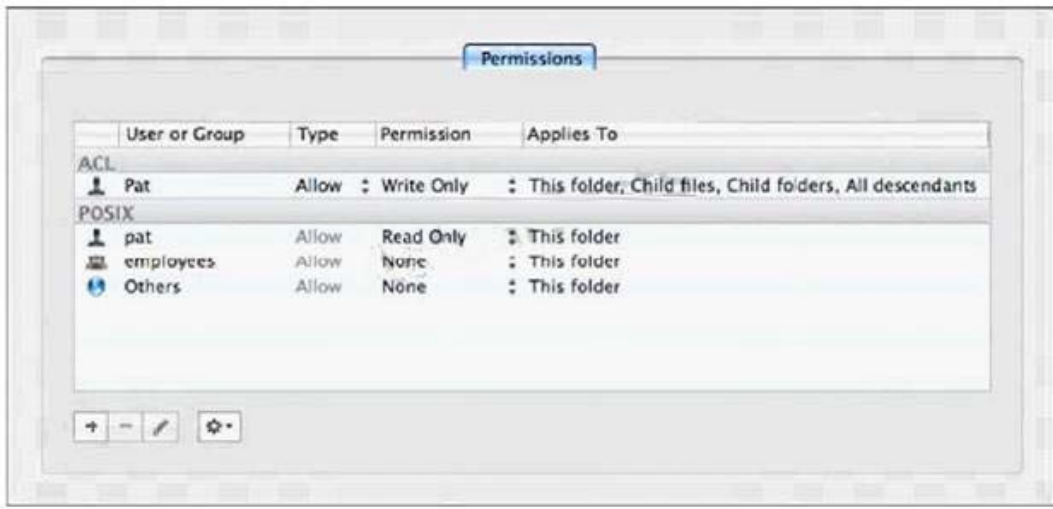 Permissions
User or Group Type Permission Applies To
ACL
Pat Allow Write Only This folder, Child files, Child folders, All descendants
POSIX
pat Allow Read Only This folder
employees Allow None This folder
Others Allow None This folder